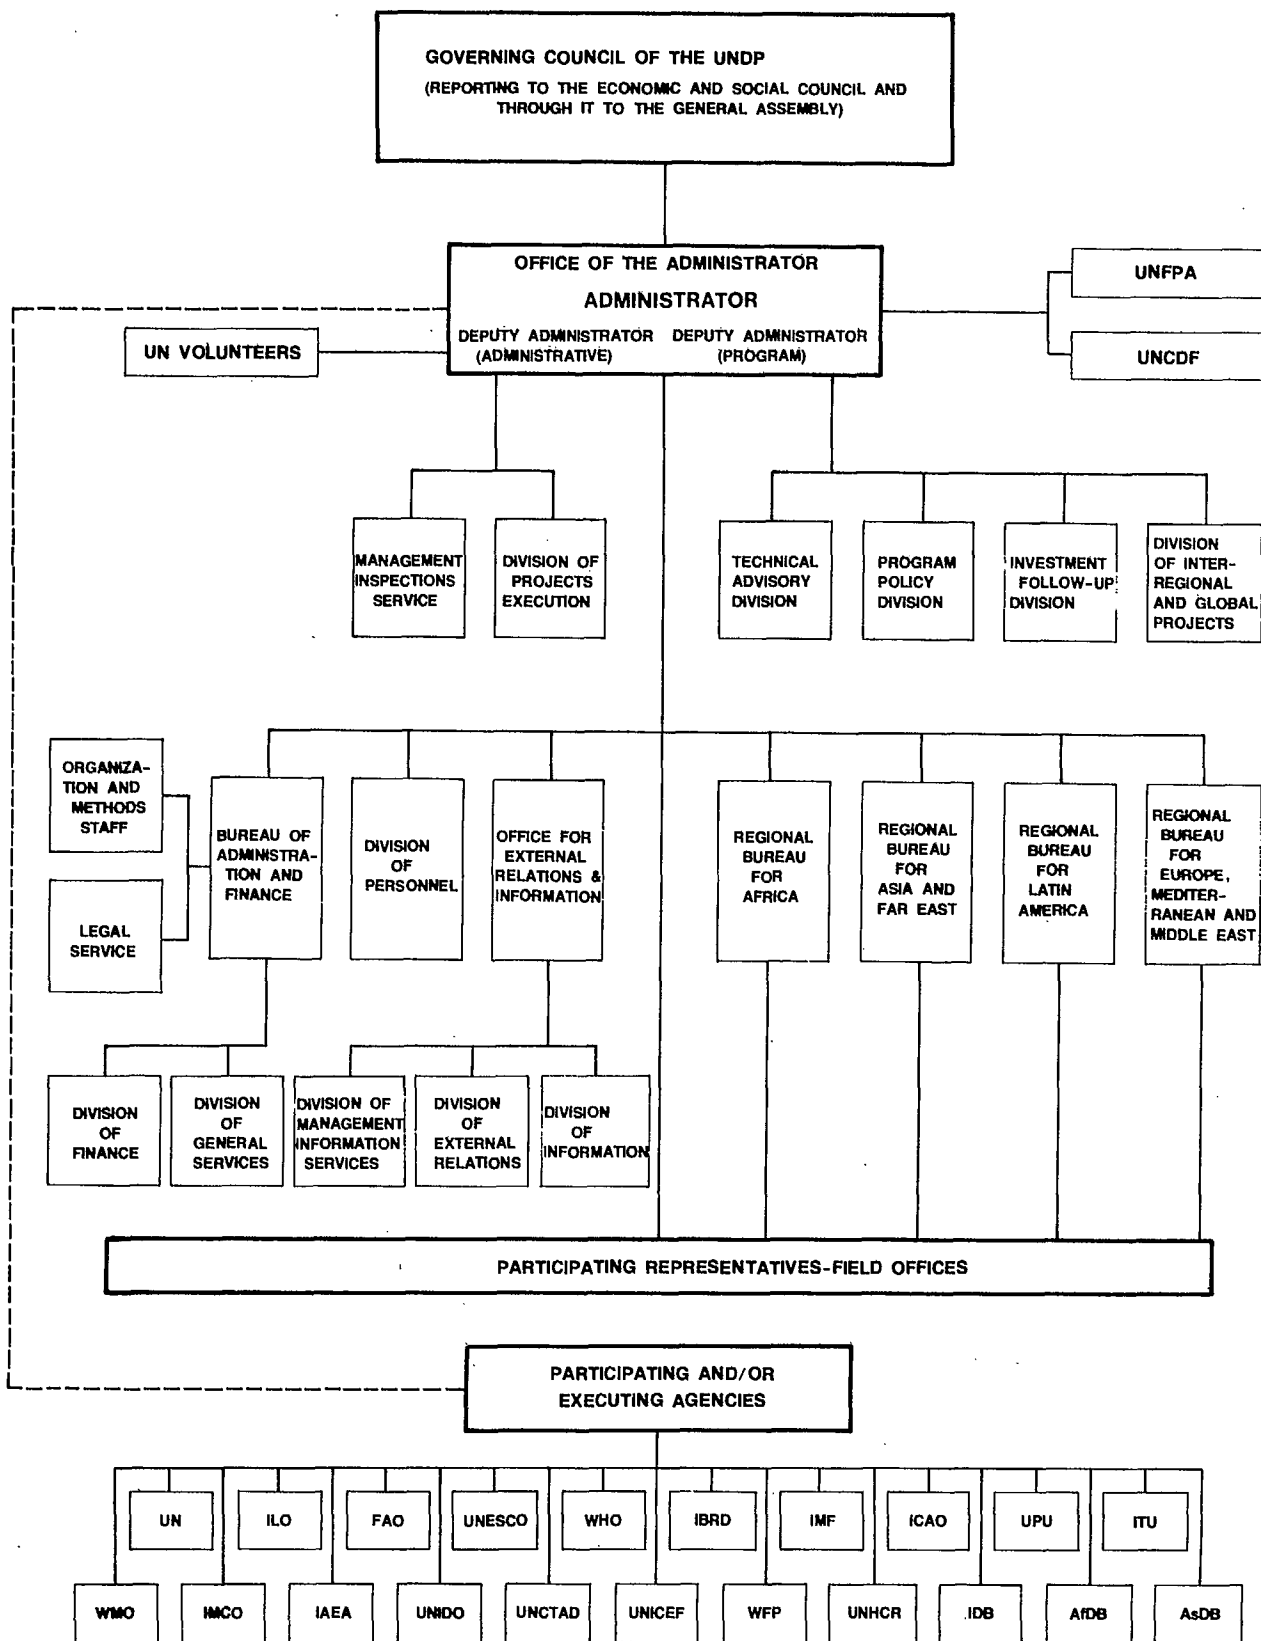 GOVERNING COUNCIL OF THE UNDP
(REPORTING TO THE ECONOMIC AND SOCIAL COUNCIL AND
THROUGH IT TO THE GENERAL ASSEMBLY)
OFFICE OF THE ADMINISTRATOR
ADMINISTRATOR
DEPUTY ADMINISTRATOR
(ADMINISTRATIVE)
DEPUTY ADMINISTRATOR
(PROGRAM)
UNFPA
UN VOLUNTEERS
UNCDF
MANAGEMENT
INSPECTIONS
SERVICE
DIVISION OF
PROJECTS
EXECUTION
TECHNICAL
ADVISORY
DIVISION
PROGRAM
POLICY
DIVISION
INVESTMENT
FOLLOW-UP
DIVISION
DIVISION
OF INTER-
REGIONAL
AND GLOBAL
PROJECTS
ORGANIZA-
TION AND
METHODS
STAFF
LEGAL
SERVICE
BUREAU OF
ADMINISTRA-
TION AND
FINANCE
DIVISION
OF
PERSONNEL
OFFICE FOR
EXTERNAL
RELATIONS &
INFORMATION
REGIONAL
BUREAU
FOR
AFRICA
REGIONAL
BUREAU
FOR
ASIA AND
FAR EAST
REGIONAL
BUREAU
FOR
LATIN
AMERICA
REGIONAL
BUREAU
FOR
EUROPE,
MEDITER-
RANEAN AND
MIDDLE EAST
DIVISION
OF
FINANCE
DIVISION
OF
GENERAL
SERVICES
DIVISION OF
MANAGEMENT
INFORMATION
SERVICES
DIVISION
OF
EXTERNAL
RELATIONS
DIVISION
OF
INFORMATION
PARTICIPATING REPRESENTATIVES-FIELD OFFICES
PARTICIPATING AND/OR
EXECUTING AGENCIES
UN
ILO
FAO
UNESCO
WHO
IBRD
IMF
ICAO
UPU
ITU
WMO
IMCO
IAEA
UNIDO
UNCTAD
UNICEF
WFP
UNHCR
IDB
AfDB
AsDB